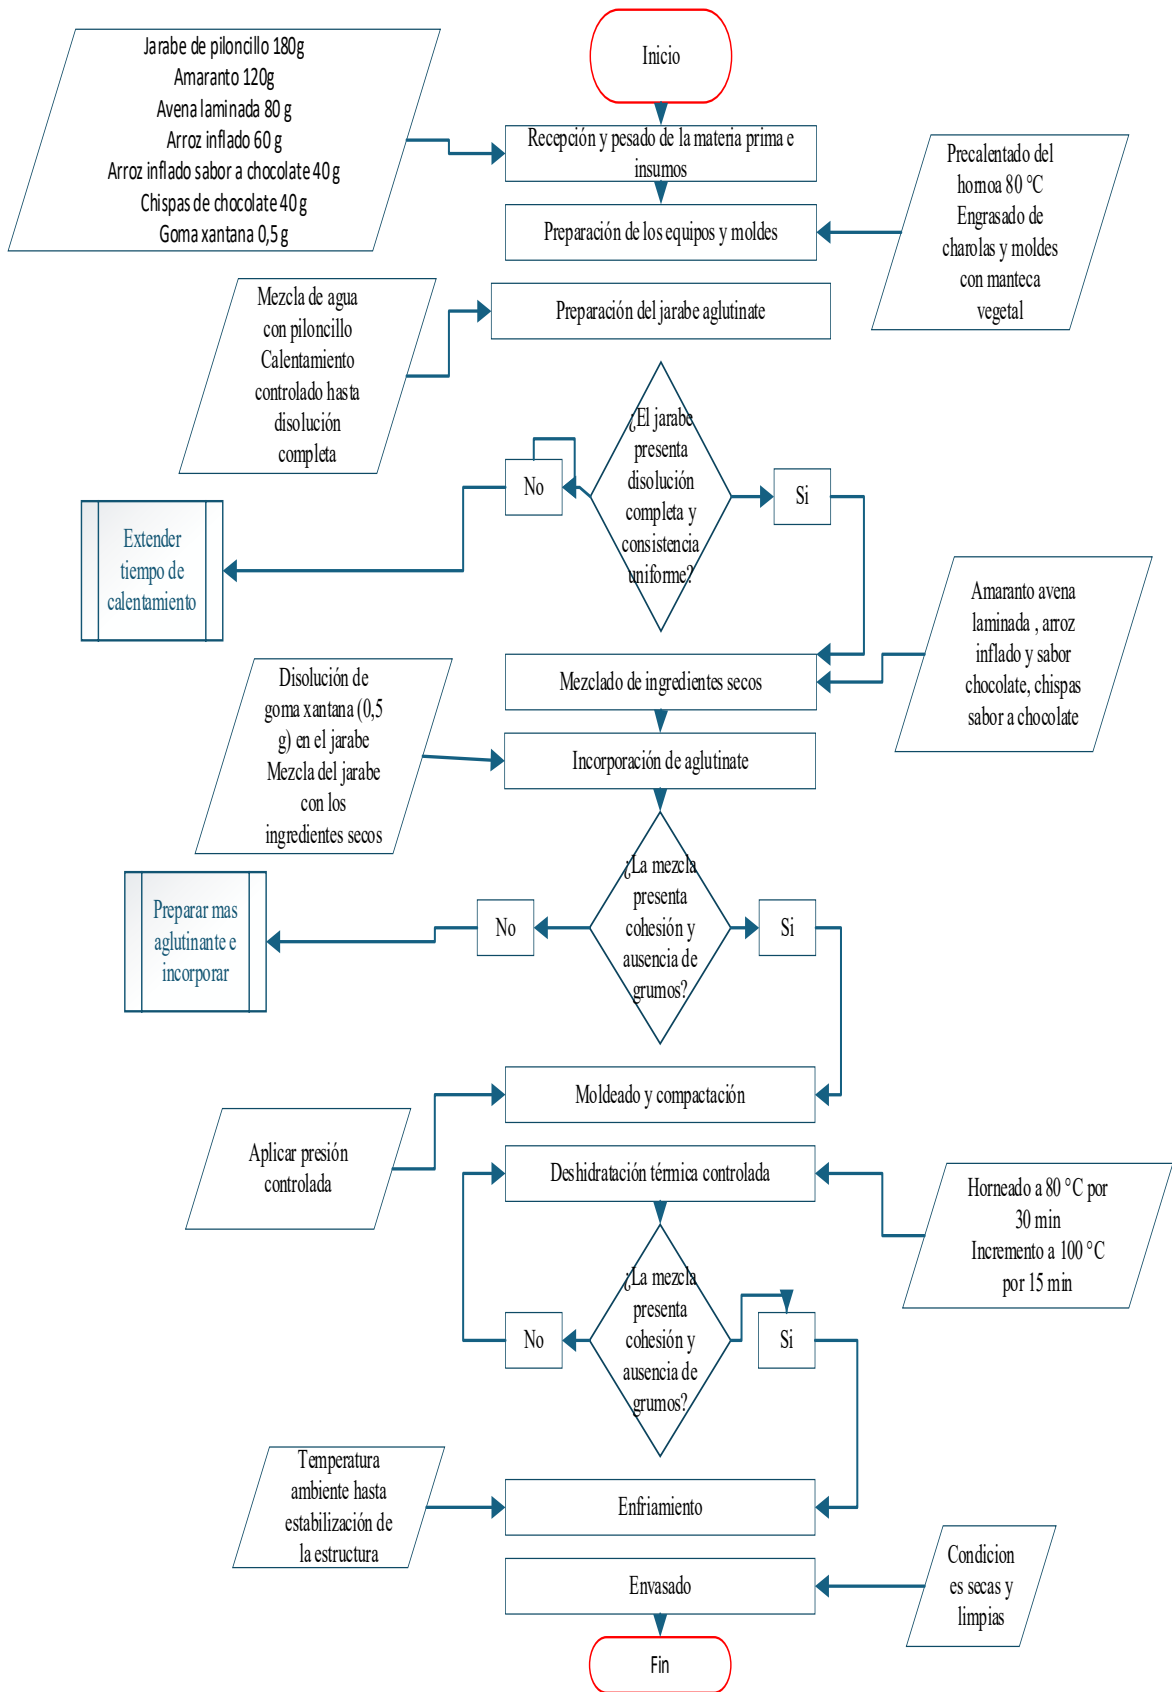 Inicio
Jarabe de piloncillo 180g
Amaranto 120g
Avena laminada 80 g
Arroz inflado 60 g
Arroz inflado sabor a chocolate 40 g
Chispas de chocolate 40 g
Goma xantana 0,5 g
Recepción y pesado de la materia prima e
insumos
Precalentado del
hornoa 80 °C
Engrasado de
charolas y moldes
con manteca
vegetal
Preparación de los equipos y moldes
Mezcla de agua
con piloncillo
Calentamiento
controlado hasta
disolución
completa
Preparación del jarabe aglutinate
¿El jarabe
presenta
disolución
completa y
consistencia
uniforme?
No
Si
Extender
tiempo de
calentamiento
Amaranto avena
laminada , arroz
inflado y sabor
chocolate, chispas
sabor a chocolate
Mezclado de ingredientes secos
Disolución de
goma xantana (0,5
g) en el jarabe
Mezcla del jarabe
con los
ingredientes secos
Incorporación de aglutinate
¿La mezcla
presenta
cohesión y
ausencia de
grumos?
No
Si
Preparar mas
aglutinante e
incorporar
Moldeado y compactación
Aplicar presión
controlada
Deshidratación térmica controlada
Horneado a 80 °C por
30 min
Incremento a 100 °C
por 15 min
¿La mezcla
presenta
cohesión y
ausencia de
grumos?
No
Si
Temperatura
ambiente hasta
estabilización de
la estructura
Enfriamiento
Condicion
es secas y
limpias
Envasado
Fin